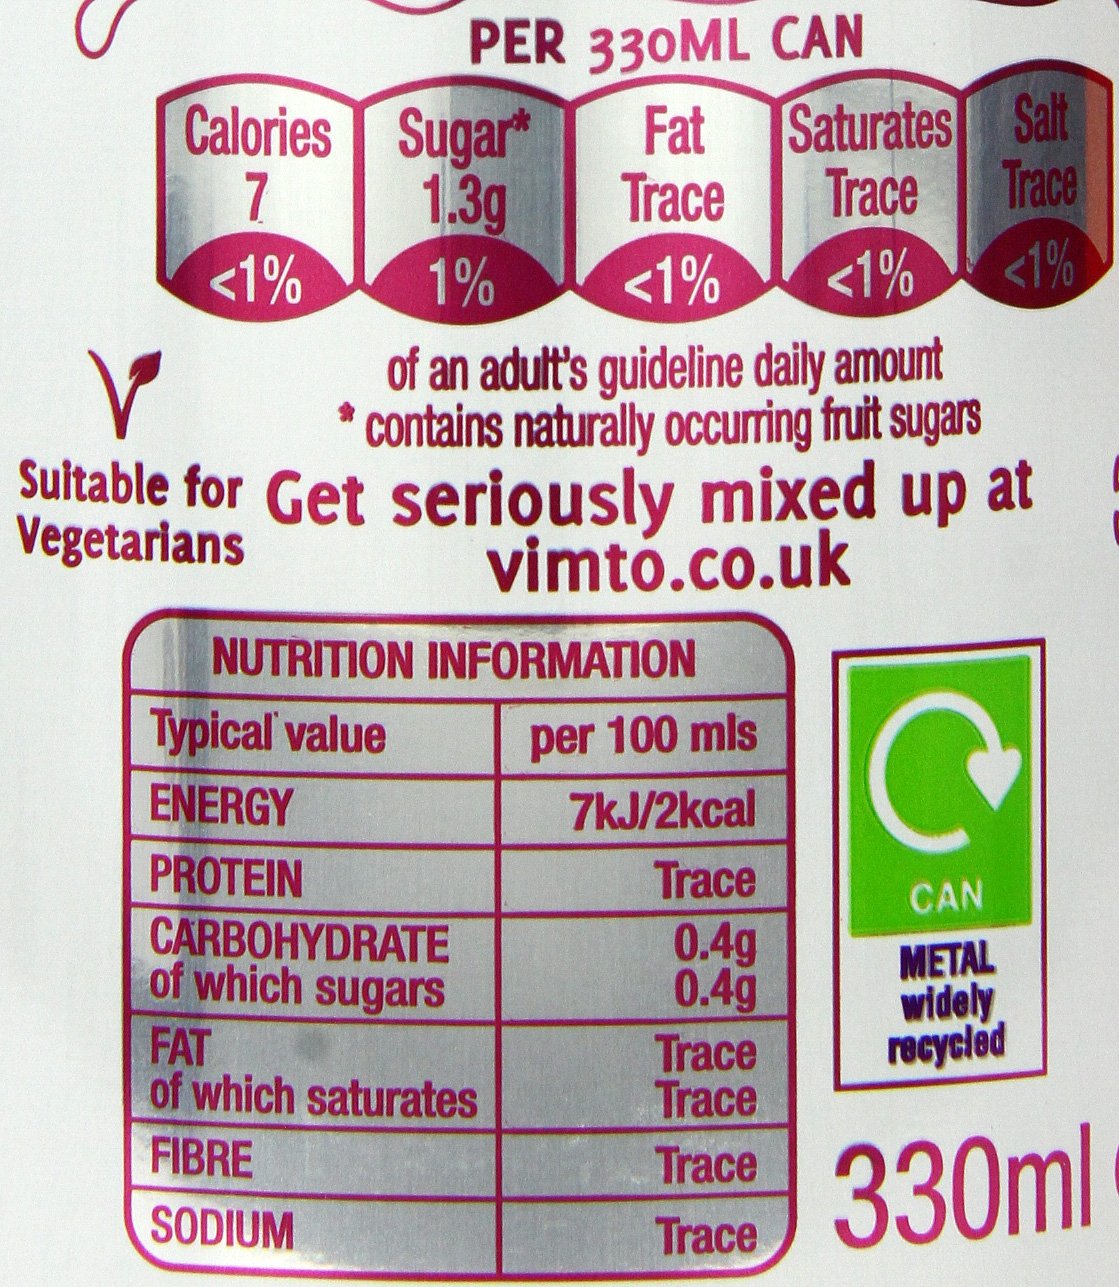 PER 330ML CAN
Calories Sugar* Fat Saturates Salt
7 1.3g Trace Trace Trace
<1% 1% <1% <1% <1%
of an adult's guideline daily amount
* contains naturally occurring fruit sugars
Suitable for
Vegetarians
Get seriously mixed up at
vimto.co.uk
NUTRITION INFORMATION
Typical value per 100 mls
ENERGY 7kJ/2kcal
PROTEIN Trace
CARBOHYDRATE 0.4g
of which sugars 0.4g
FAT Trace
of which saturates Trace
FIBRE Trace
SODIUM Trace
CAN
METAL
widely
recycled
330ml